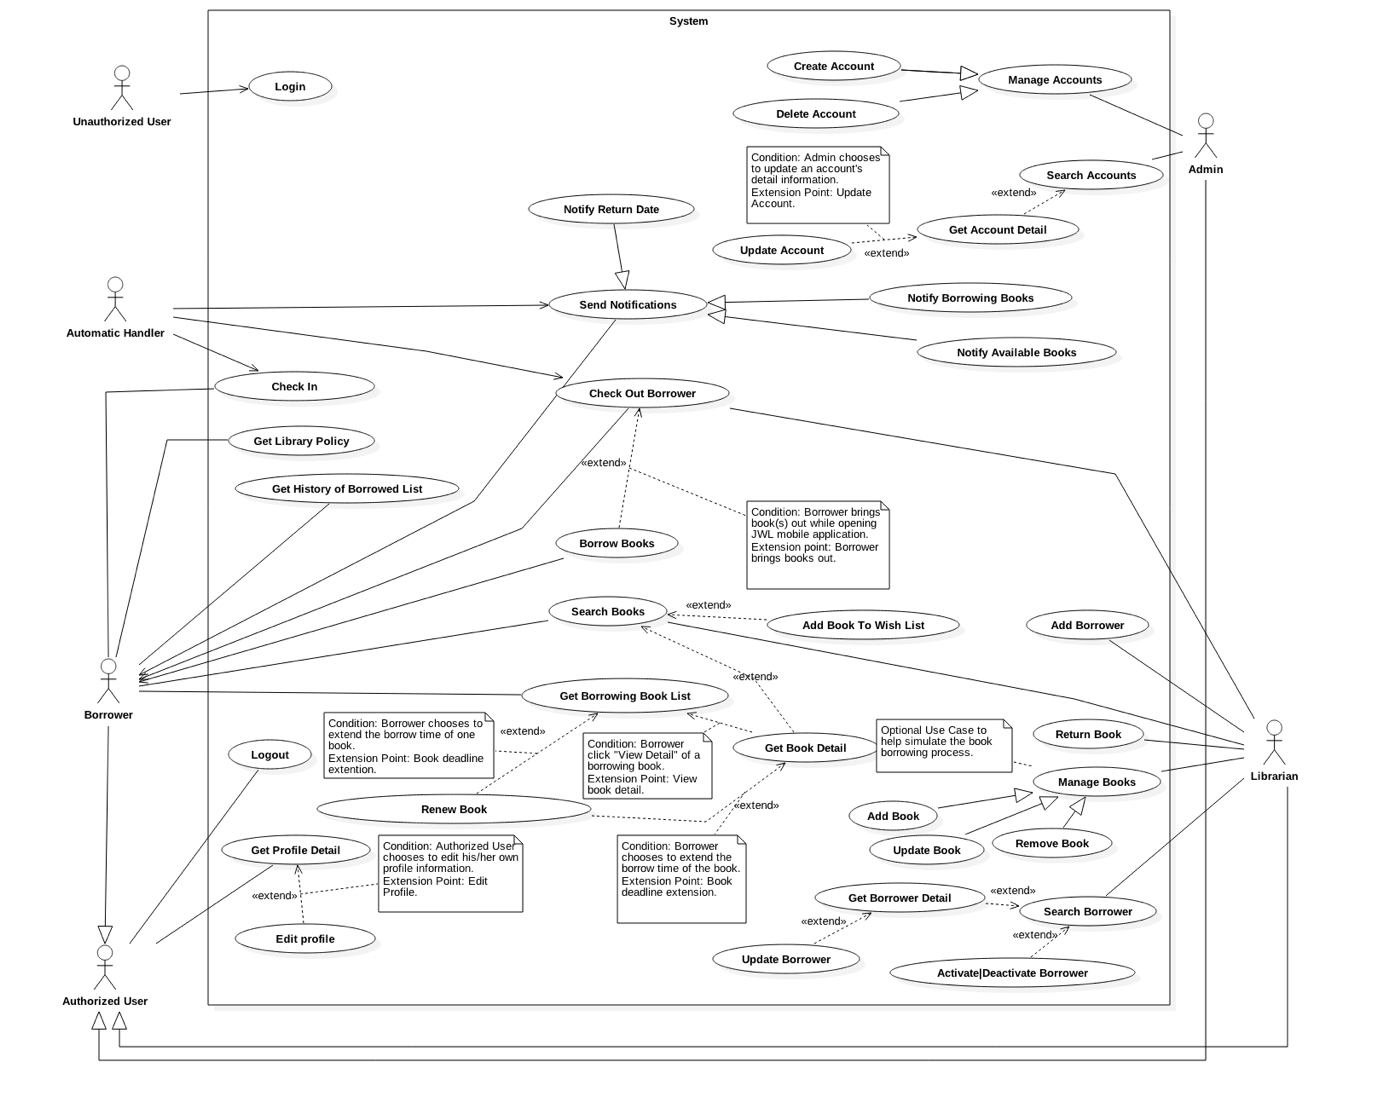 System
Login
Unauthorized User
Create Account
Manage Accounts
Delete Account
Admin
Condition: Admin chooses
to update an account's
detail information.
Extension Point: Update
Account.
Search Accounts
«extend»
Get Account Detail
Update Account
«extend»
Notify Return Date
Send Notifications
Notify Borrowing Books
Notify Available Books
Automatic Handler
Check In
Check Out Borrower
Get Library Policy
«extend»
Get History of Borrowed List
Condition: Borrower brings
book(s) out while opening
JWL mobile application.
Extension point: Borrower
brings books out.
Borrow Books
Search Books
«extend»
Add Book To Wish List
Add Borrower
«extend»
Get Borrowing Book List
Borrower
Condition: Borrower chooses to
extend the borrow time of one
book.
Extension Point: Book deadline
extention.
«extend»
Condition: Borrower
click "View Detail" of a
borrowing book.
Extension Point: View
book detail.
Get Book Detail
Optional Use Case to
help simulate the book
borrowing process.
Return Book
Librarian
Manage Books
Logout
Renew Book
«extend»
Add Book
Update Book
Remove Book
Get Profile Detail
Condition: Authorized User
chooses to edit his/her own
profile information.
Extension Point: Edit
Profile.
«extend»
Condition: Borrower
chooses to extend the
borrow time of the book.
Extension Point: Book
deadline extension.
Get Borrower Detail
«extend»
Search Borrower
«extend»
«extend»
Edit profile
Update Borrower
Activate|Deactivate Borrower
Authorized User